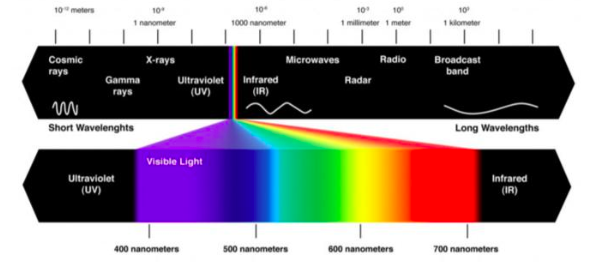 10⁻¹² meters 10⁻⁹ 10⁻⁶ 10⁻³ 10⁰ 10³
1 nanometer 1000 nanometer 1 millimeter 1 meter 1 kilometer
Cosmic rays
X-rays
Microwaves
Radio
Broadcast band
Gamma rays
Ultraviolet (UV)
Infrared (IR)
Radar
Short Wavelenghts
Long Wavelengths
Visible Light
Ultraviolet (UV)
Infrared (IR)
400 nanometers 500 nanometers 600 nanometers 700 nanometers